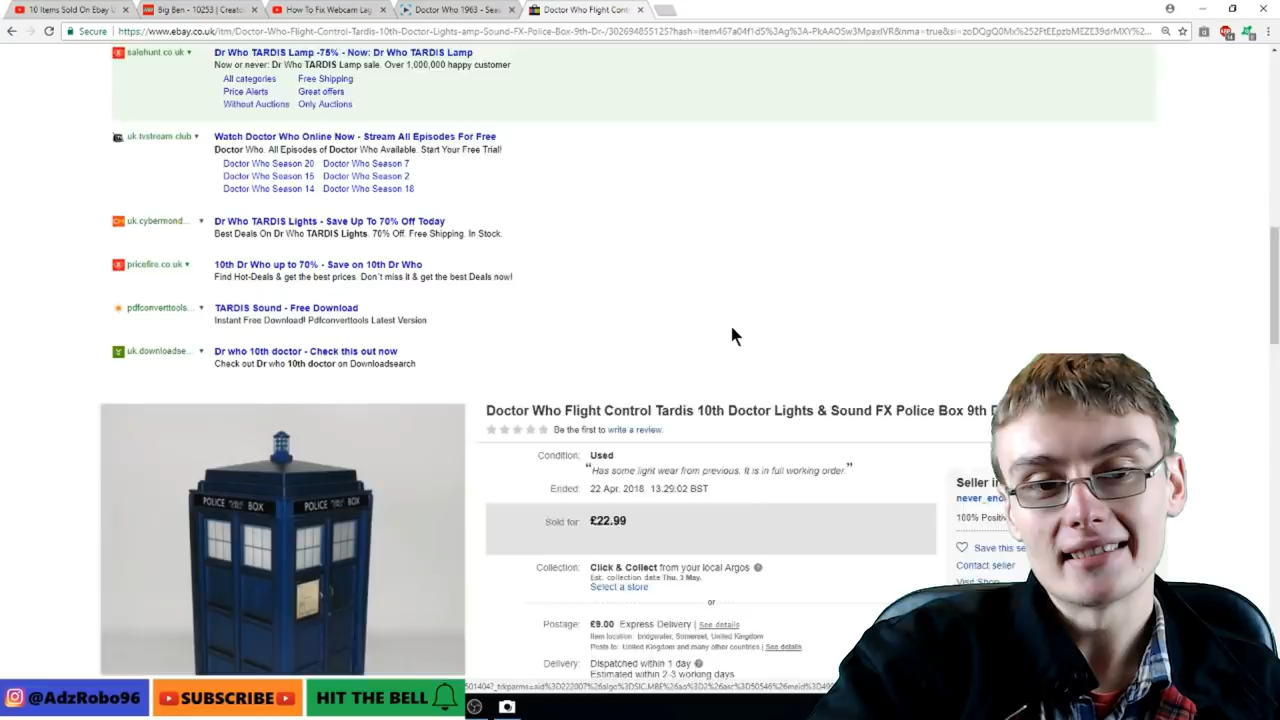 10 Items Sold On Ebay U
Big Ben - 10253 | Creato
How To Fix Webcam Lag
Doctor Who 1963 - Seas
Doctor Who Flight Cont
Secure
salehunt.co.uk
Dr Who TARDIS Lamp -75% - Now: Dr Who TARDIS Lamp
Now or never: Dr Who TARDIS Lamp sale. Over 1,000,000 happy customer
All categories Free Shipping
Price Alerts Great offers
Without Auctions Only Auctions
uk.tvstream.club
Watch Doctor Who Online Now - Stream All Episodes For Free
Doctor Who. All Episodes of Doctor Who Available. Start Your Free Trial!
Doctor Who Season 20 Doctor Who Season 7
Doctor Who Season 15 Doctor Who Season 2
Doctor Who Season 14 Doctor Who Season 18
uk.cybermond...
Dr Who TARDIS Lights - Save Up To 70% Off Today
Best Deals On Dr Who TARDIS Lights. 70% Off. Free Shipping. In Stock.
pricefire.co.uk
10th Dr Who up to 70% - Save on 10th Dr Who
Find Hot-Deals & get the best prices. Don't miss it & get the best Deals now!
pdfconverttools...
TARDIS Sound - Free Download
Instant Free Download! Pdfconverttools Latest Version
uk.downloadse...
Dr who 10th doctor - Check this out now
Check out Dr who 10th doctor on Downloadsearch
Doctor Who Flight Control Tardis 10th Doctor Lights & Sound FX Police Box 9th D
Be the first to write a review.
Condition: Used
"Has some light wear from previous. It is in full working order."
Ended: 22 Apr, 2018 13:29:02 BST
Sold for: £22.99
Seller in
never_enc
100% Positiv
Save this se
Contact seller
Visit Shop
Collection: Click & Collect from your local Argos
Est. collection date Thu, 3 May.
Select a store
or
Postage: £9.00 Express Delivery | See details
Item location: bridgwater, Somerset, United Kingdom
Posts to: United Kingdom and many other countries | See details
Delivery: Dispatched within 1 day
Estimated within 2-3 working days
POLICE BOX
POLICE BOX
@AdzRobo96
SUBSCRIBE
HIT THE BELL